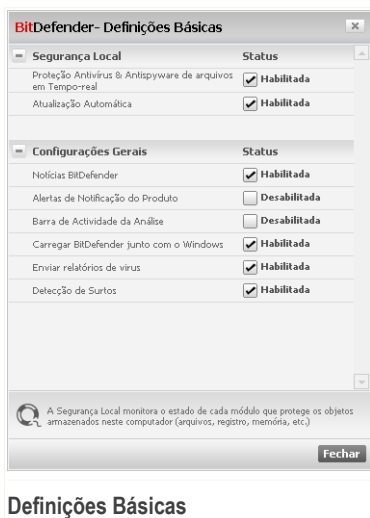 BitDefender- Definições Básicas
Segurança Local Status
Proteção Antivírus & Antispyware de arquivos em Tempo-real Habilitada
Atualização Automática Habilitada
Configurações Gerais Status
Notícias BitDefender Habilitada
Alertas de Notificação do Produto Desabilitada
Barra de Actividade da Análise Desabilitada
Carregar BitDefender junto com o Windows Habilitada
Enviar relatórios de virus Habilitada
Detecção de Surtos Habilitada
A Segurança Local monitora o estado de cada módulo que protege os objetos
armazenados neste computador (arquivos, registro, memória, etc.)
Fechar
Definições Básicas